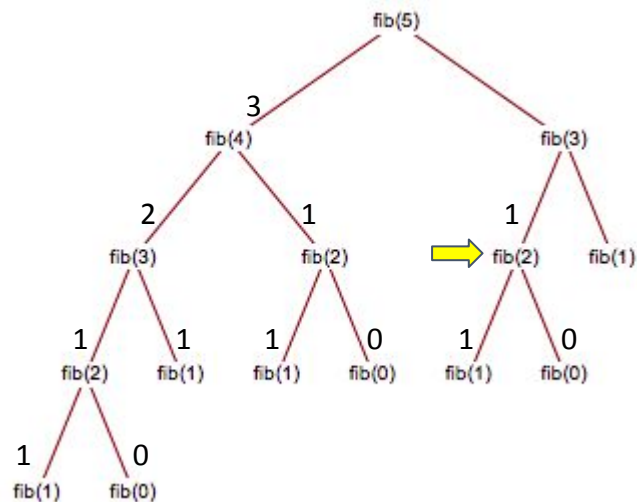 fib(5)
3
fib(4) fib(3)
2 1 1
fib(3) fib(2) fib(2) fib(1)
1 1 1 0 1 0
fib(2) fib(1) fib(1) fib(0) fib(1) fib(0)
1 0
fib(1) fib(0)